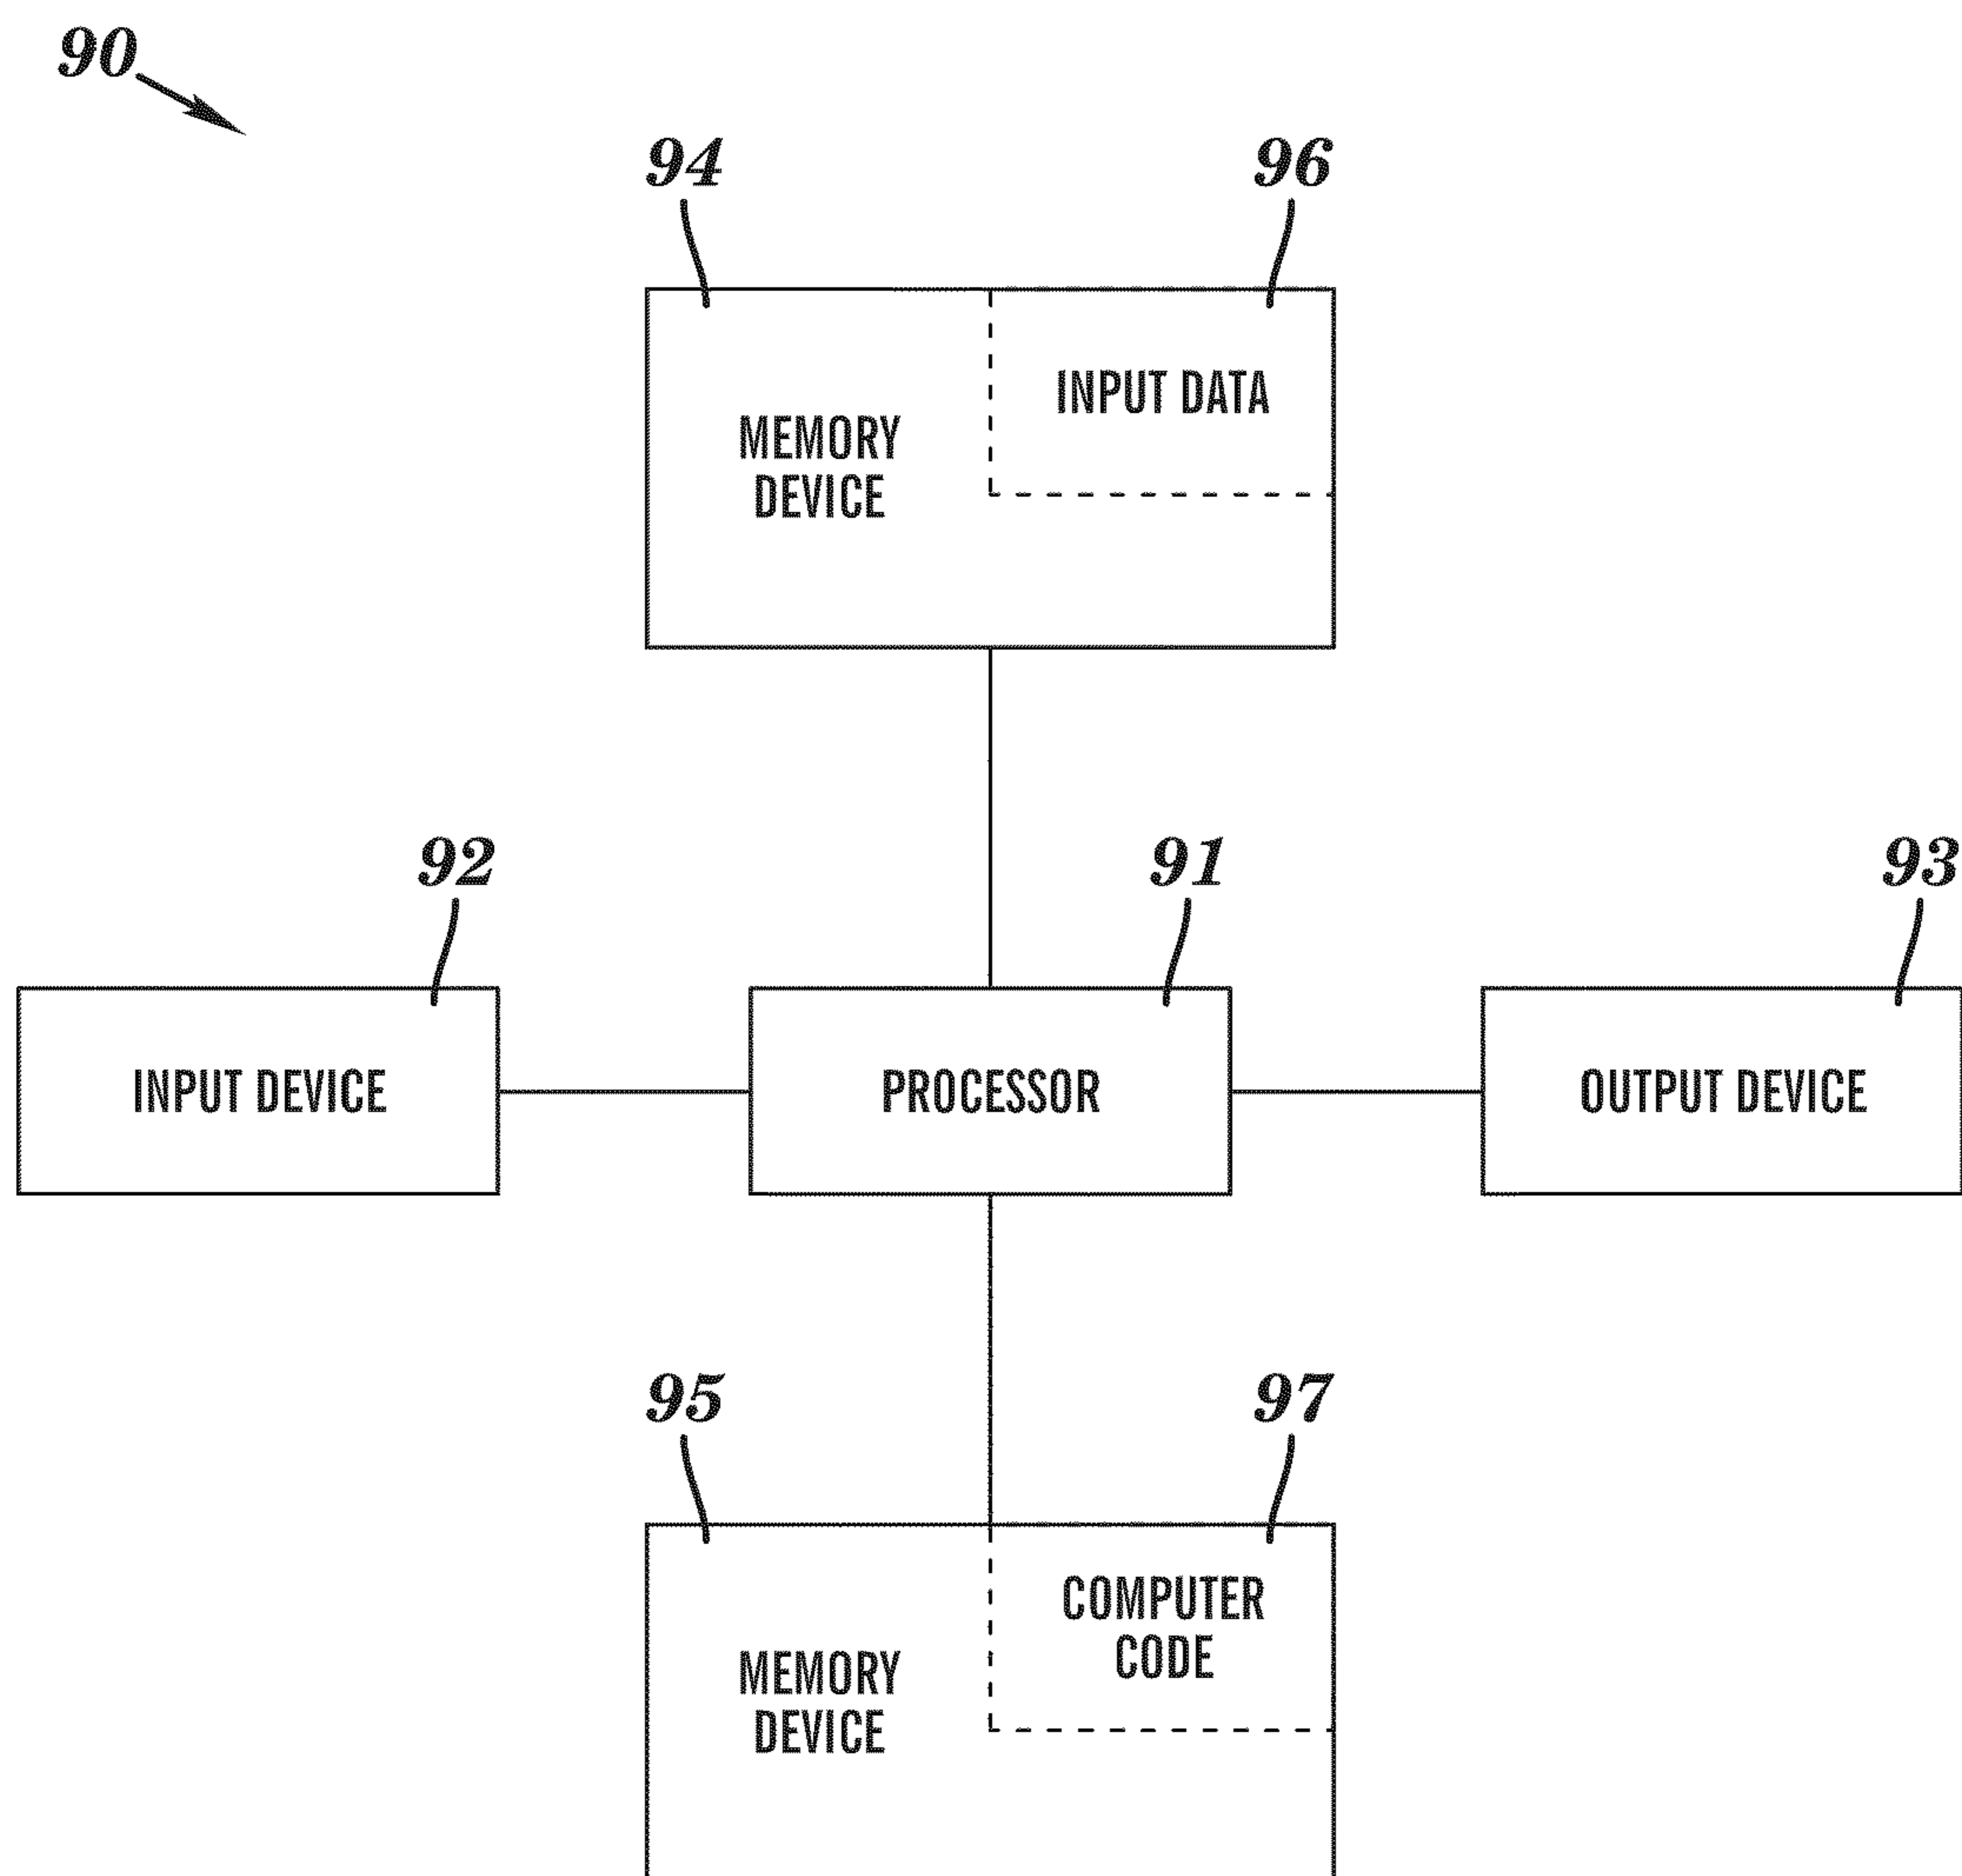 90
94
96
INPUT DATA
MEMORY
DEVICE
92
91
93
INPUT DEVICE
PROCESSOR
OUTPUT DEVICE
95
97
COMPUTER
CODE
MEMORY
DEVICE